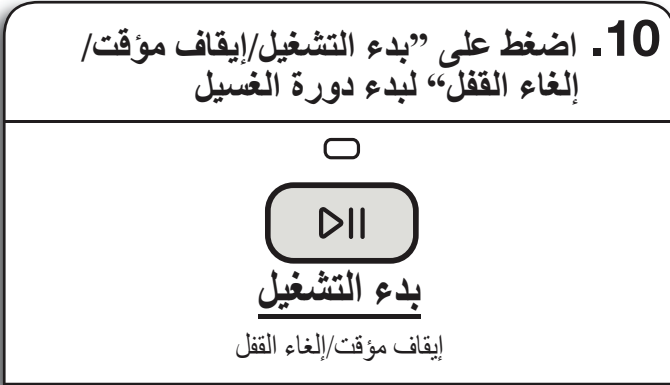 10. اضغط على ”بدء التشغيل/إيقاف مؤقت/
إلغاء القفل“ لبدء دورة الغسيل
بدء التشغيل
إيقاف مؤقت/إلغاء القفل